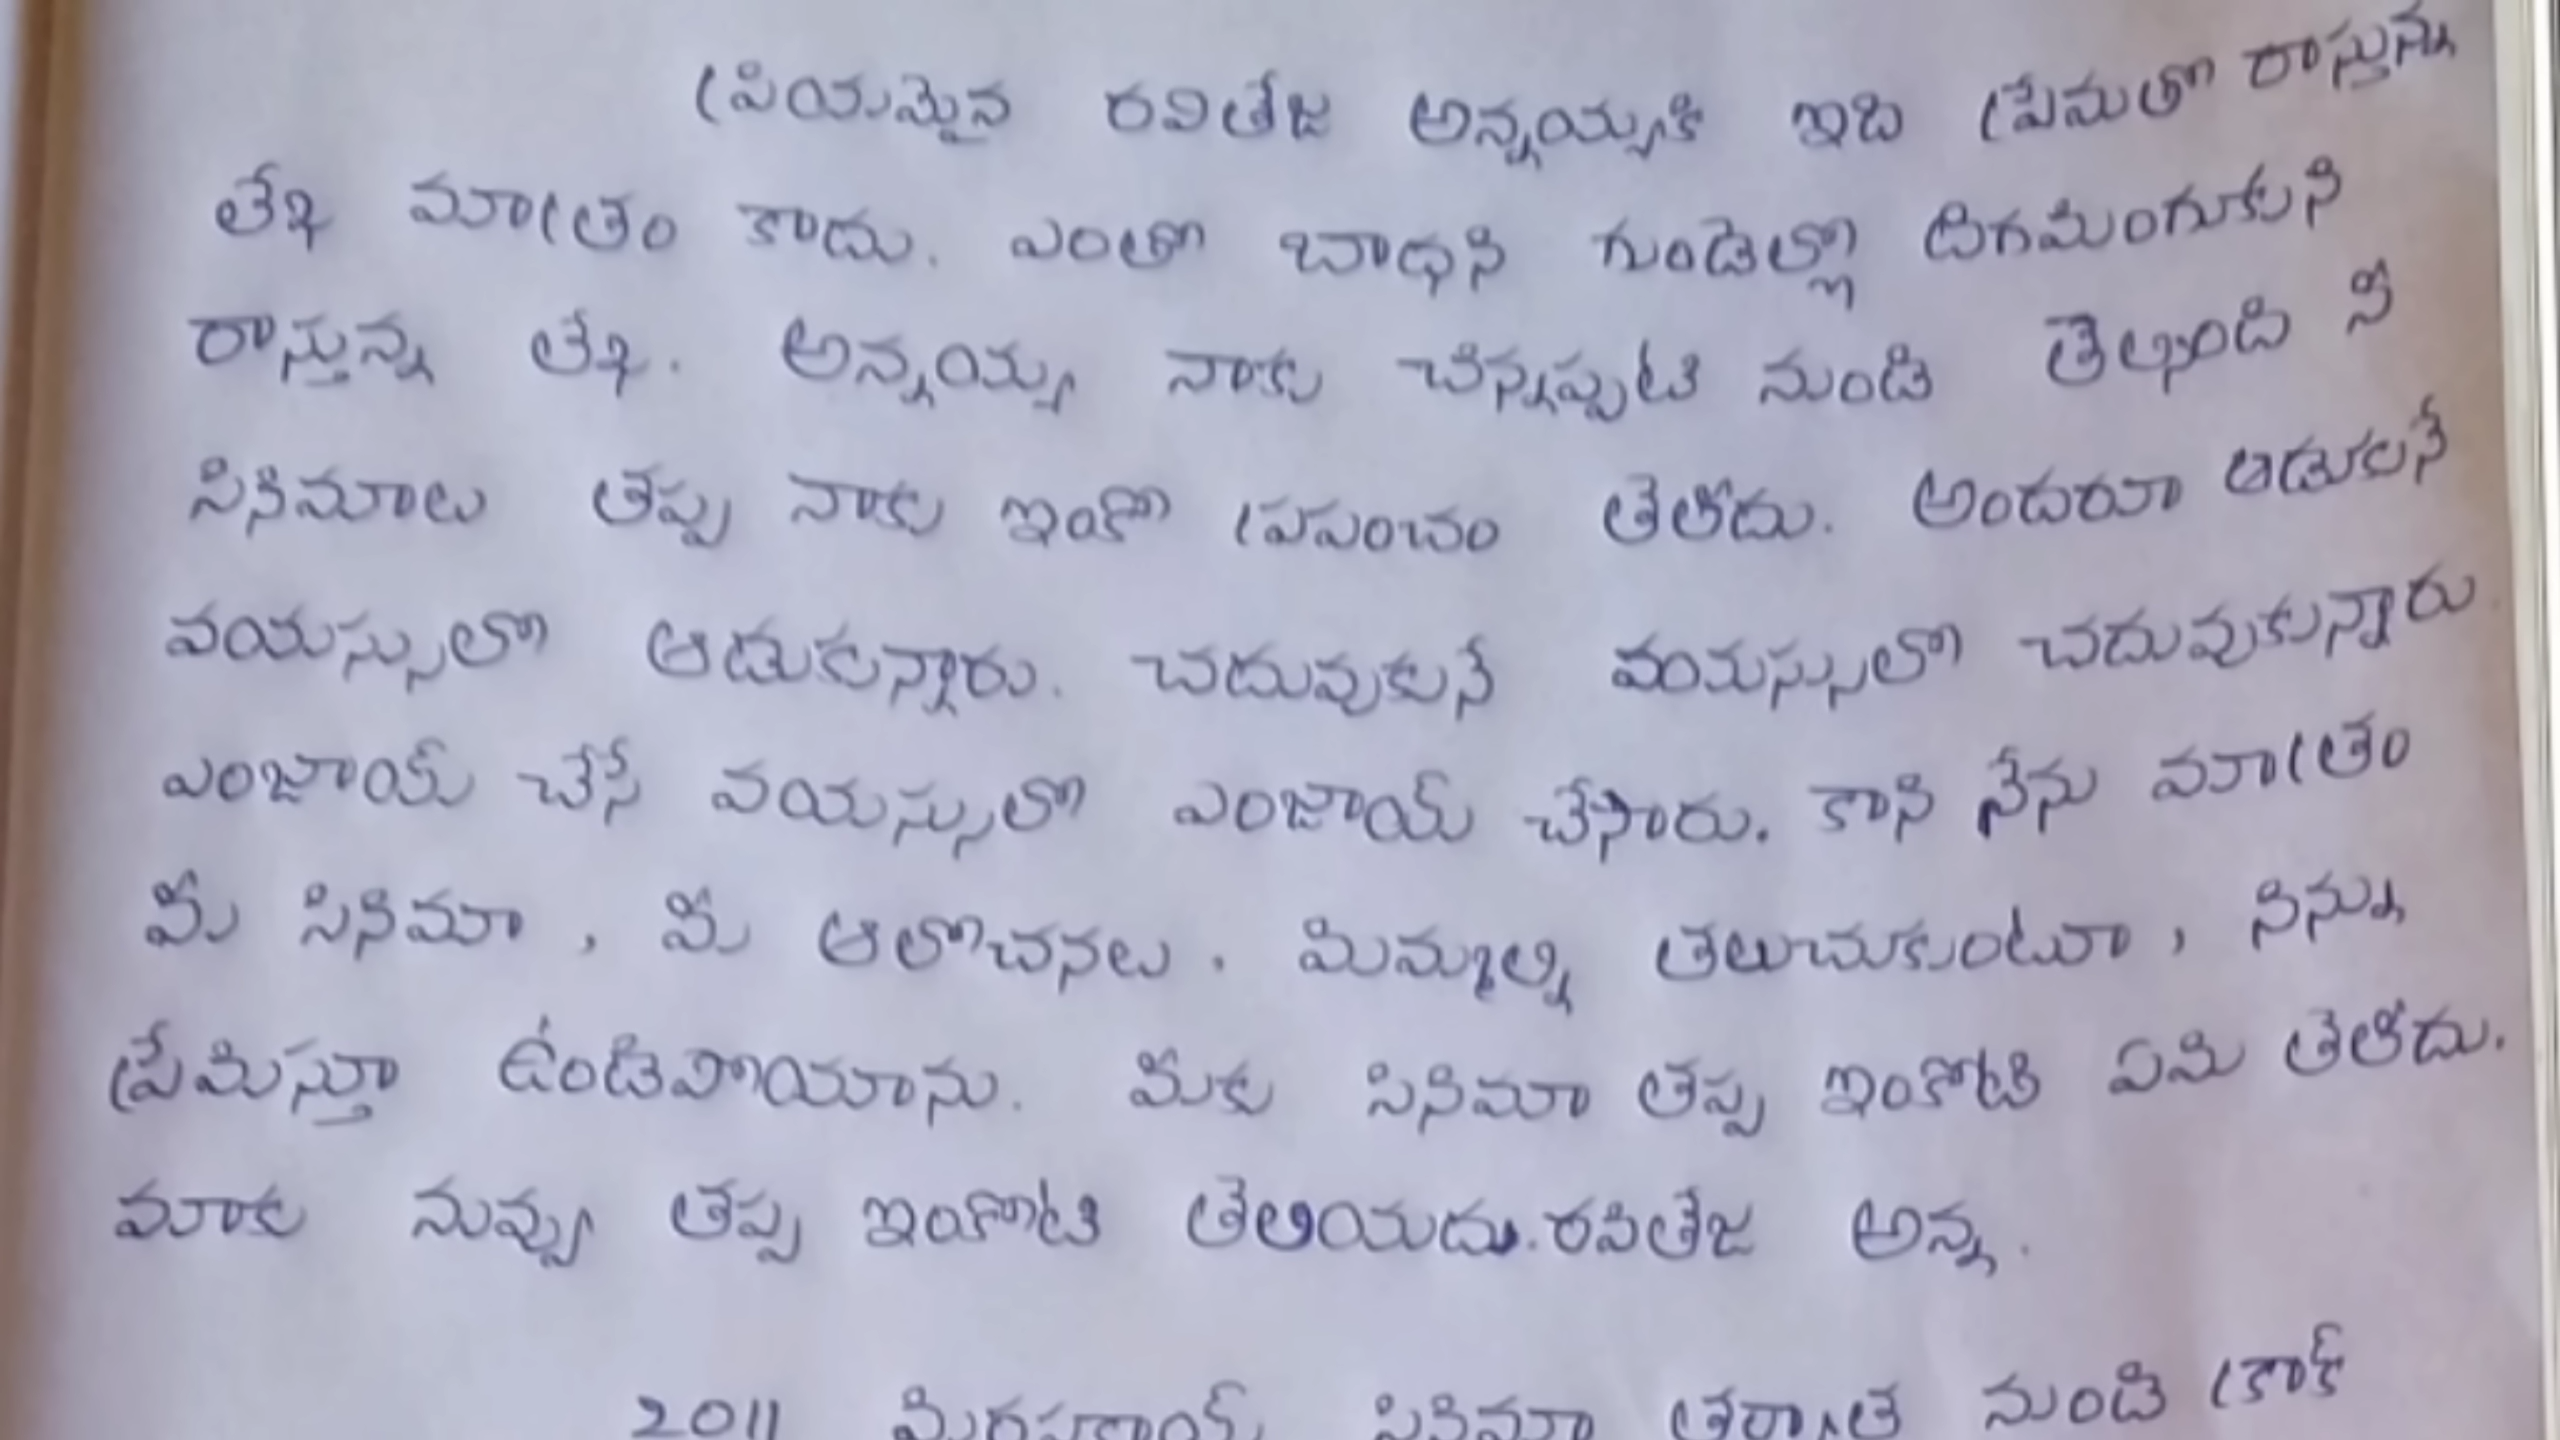 ప్రియమైన రవితేజ అన్నయ్యకి ఇది ప్రేమతో రాస్తున్న
లేఖ మాత్రం కాదు. ఎంతో బాధని గుండెల్లో దిగమింగుకుని
రాస్తున్న లేఖ. అన్నయ్య నాకు చిన్నప్పటి నుండి తెల్సింది నీ
సినిమాలు తప్ప నాకు ఇంకో ప్రపంచం తెలీదు. అందరూ ఆడుకునే
వయస్సులో ఆడుకున్నారు. చదువుకునే వయస్సులో చదువుకున్నారు.
ఎంజాయ్ చేసే వయస్సులో ఎంజాయ్ చేసారు. కాని నేను మాత్రం
మీ సినిమా, మీ ఆలోచనలు. మిమ్మల్ని తలుచుకుంటూ, నిన్ను
ప్రేమిస్తూ ఉండిపోయాను. మీకు సినిమా తప్ప ఇంకోటి ఏమి తెలీదు.
మాకు నువ్వు తప్ప ఇంకోటి తెలియదు. రవితేజ అన్న.
2011 మిరపకాయ్ సినిమా తర్వాత నుండి క్రాక్